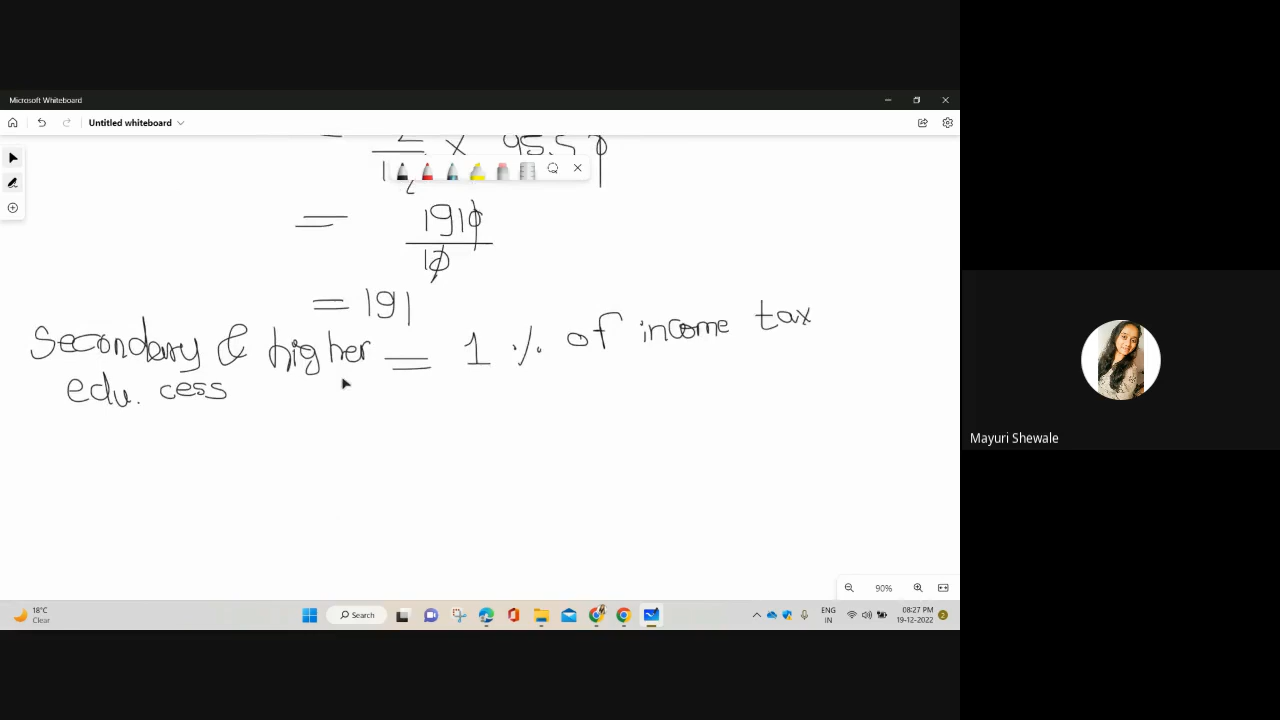 Microsoft Whiteboard
Untitled whiteboard
= 1910
10
= 191
Secondary & higher = 1 % of income tax
edu. cess
Mayuri Shewale
90%
18°C
Clear
Search
ENG
IN
08:27 PM
19-12-2022
2